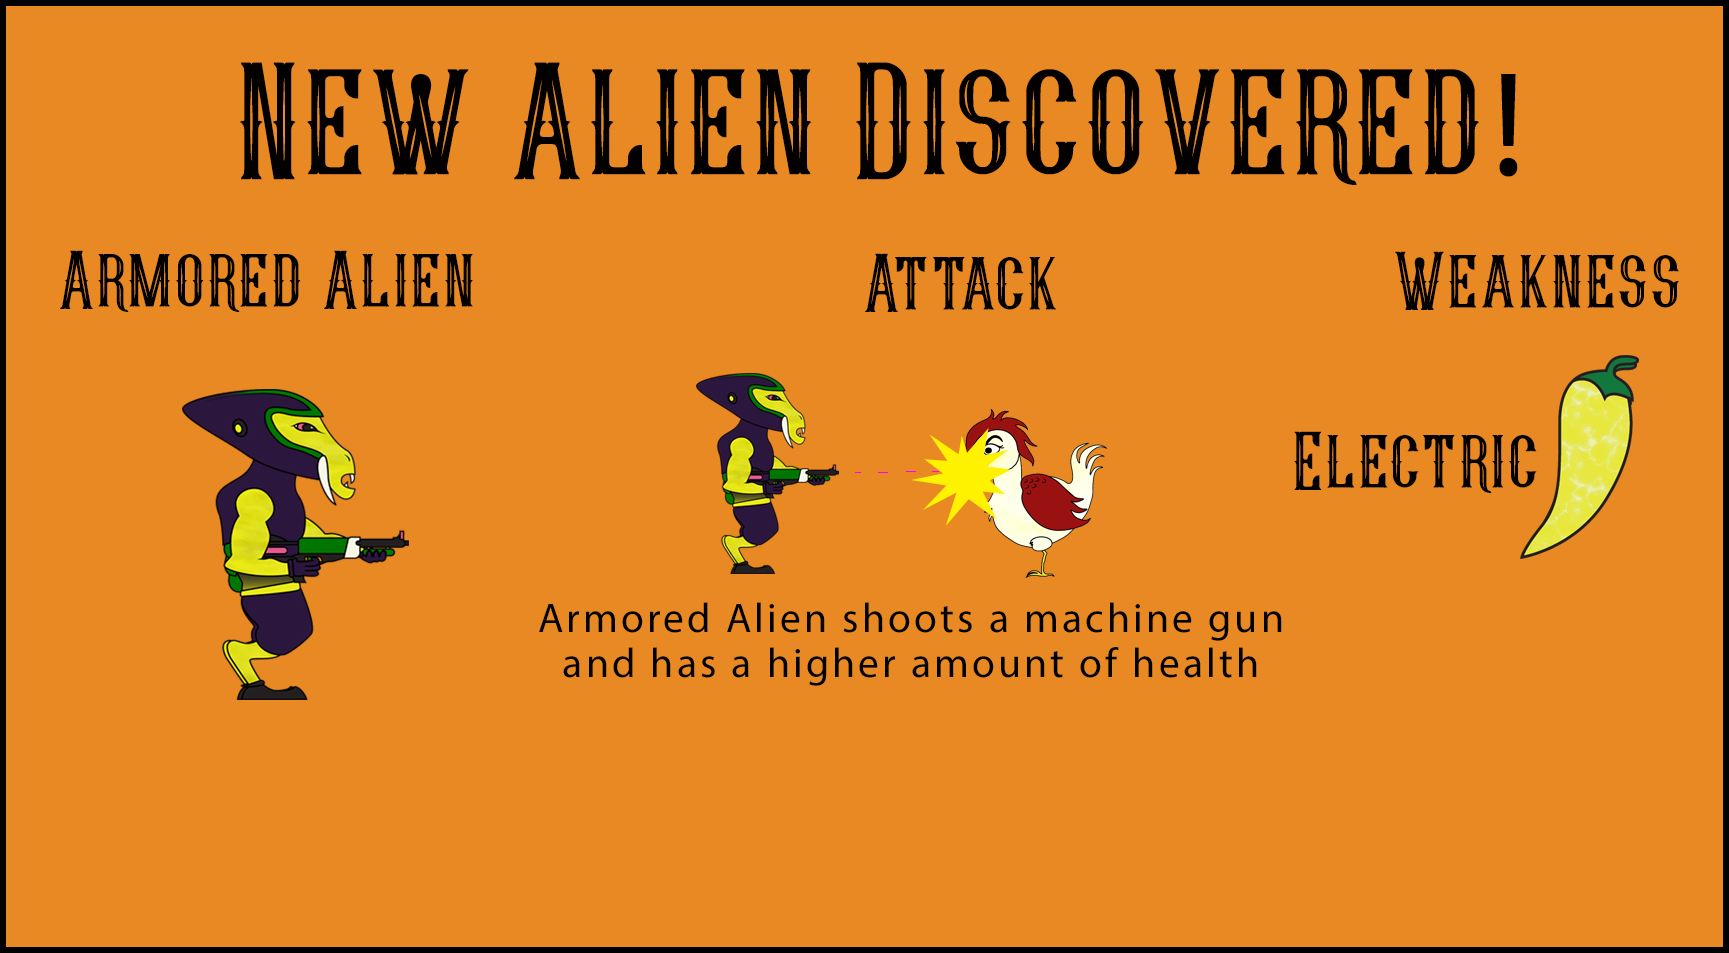 New Alien Discovered!
Armored Alien
Attack
Weakness
Electric
Armored Alien shoots a machine gun
and has a higher amount of health